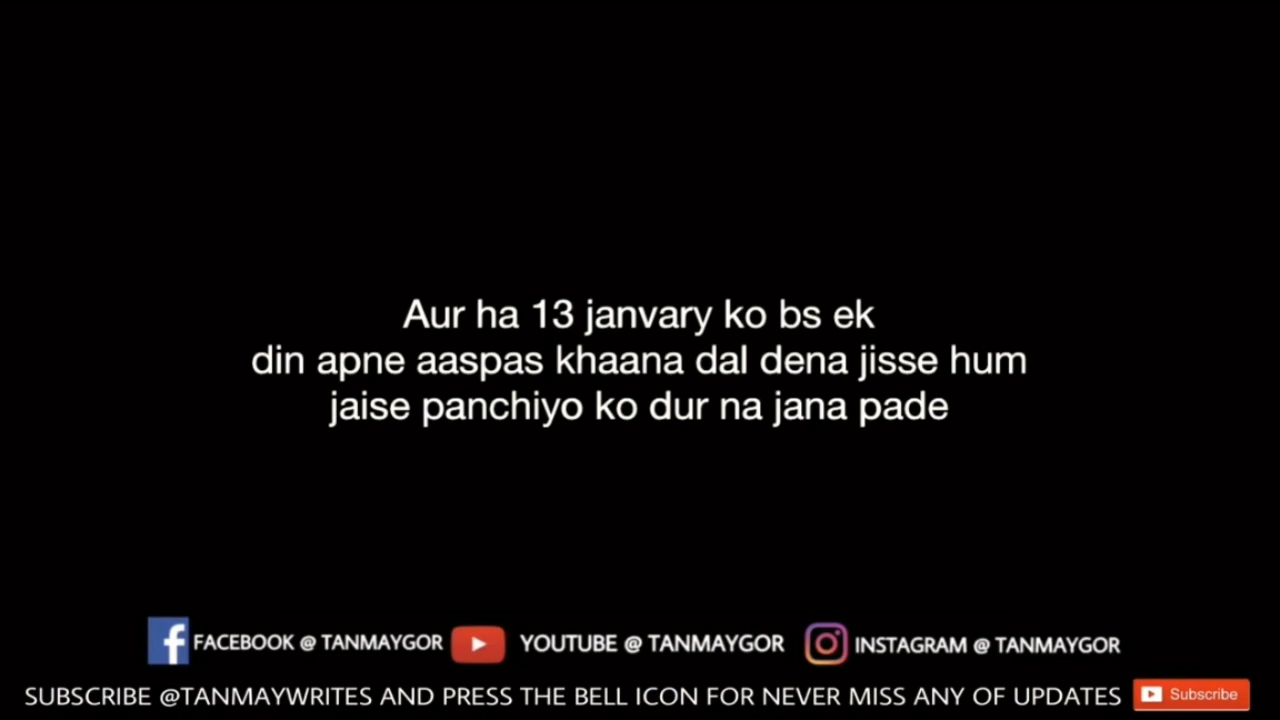 Aur ha 13 janvary ko bs ek
din apne aaspas khaana dal dena jisse hum
jaise panchiyo ko dur na jana pade
FACEBOOK @ TANMAYGOR YOUTUBE @ TANMAYGOR INSTAGRAM @ TANMAYGOR
SUBSCRIBE @TANMAYWRITES AND PRESS THE BELL ICON FOR NEVER MISS ANY OF UPDATES Subscribe